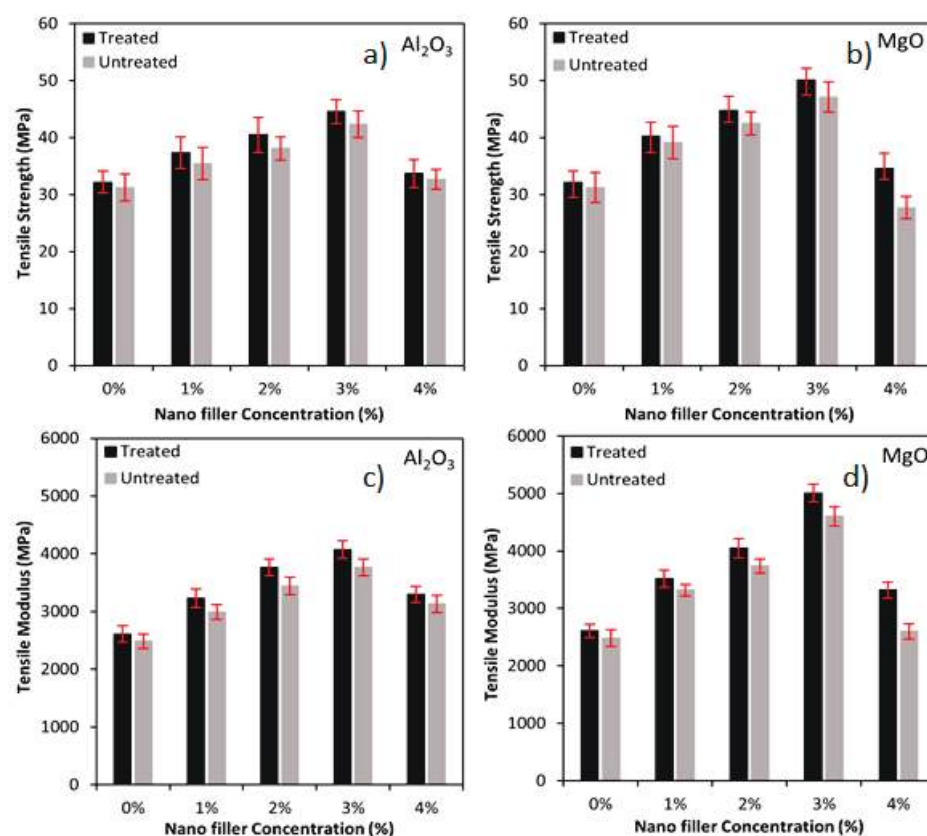 60
50
40
30
20
10
0
Tensile Strength (MPa)
Treated
Untreated
a)
Al₂O₃
0% 1% 2% 3% 4%
Nano filler Concentration (%)
60
50
40
30
20
10
0
Tensile Strength (MPa)
Treated
Untreated
b)
MgO
0% 1% 2% 3% 4%
Nano filler Concentration (%)
6000
5000
4000
3000
2000
1000
0
Tensile Modulus (MPa)
Treated
Untreated
c)
Al₂O₃
0% 1% 2% 3% 4%
Nano filler Concentration (%)
6000
5000
4000
3000
2000
1000
0
Tensile Modulus (MPa)
Treated
Untreated
d)
MgO
0% 1% 2% 3% 4%
Nano filler Concentration (%)